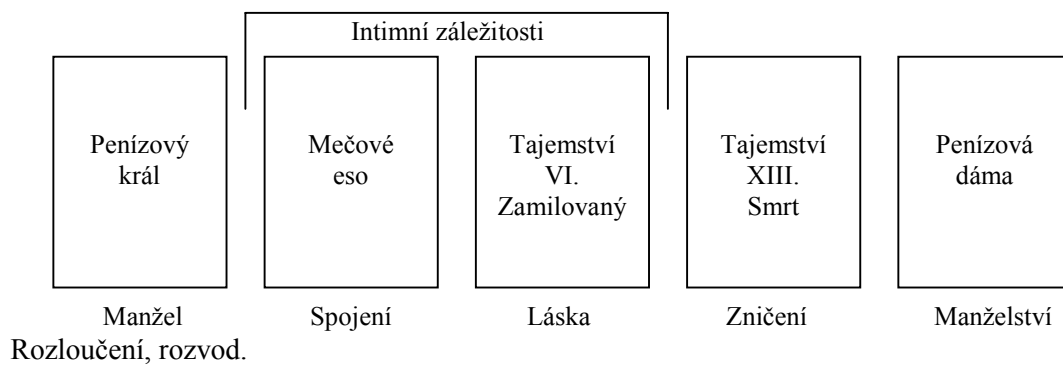 Intimní záležitosti
Penízový
král
Mečové
eso
Tajemství
VI.
Zamilovaný
Tajemství
XIII.
Smrt
Penízová
dáma
Manžel
Spojení
Láska
Zničení
Manželství
Rozloučení, rozvod.